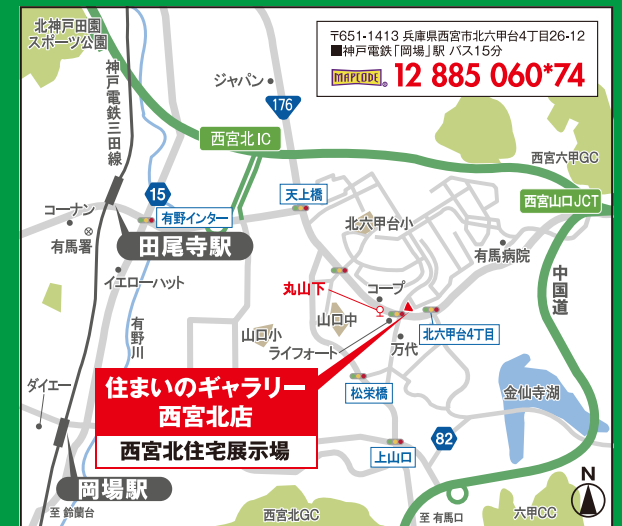 〒651-1413 兵庫県西宮市北六甲台4丁目26-12
■神戸電鉄「岡場」駅 バス15分
MAPCODE 12 885 060*74
北神戸田園
スポーツ公園
神戸電鉄三田線
ジャパン
176
西宮北IC
西宮六甲GC
15
天上橋
西宮山口JCT
コーナン
有野インター
北六甲台小
有馬署
田尾寺駅
有馬病院
イエローハット
中国道
丸山下
コープ
有野川
山口中
山口小
北六甲台4丁目
ライフォート
万代
住まいのギャラリー
西宮北店
西宮北住宅展示場
ダイエー
松栄橋
金仙寺湖
82
上山口
岡場駅
N
至 鈴蘭台
西宮北GC
至 有馬口
六甲CC